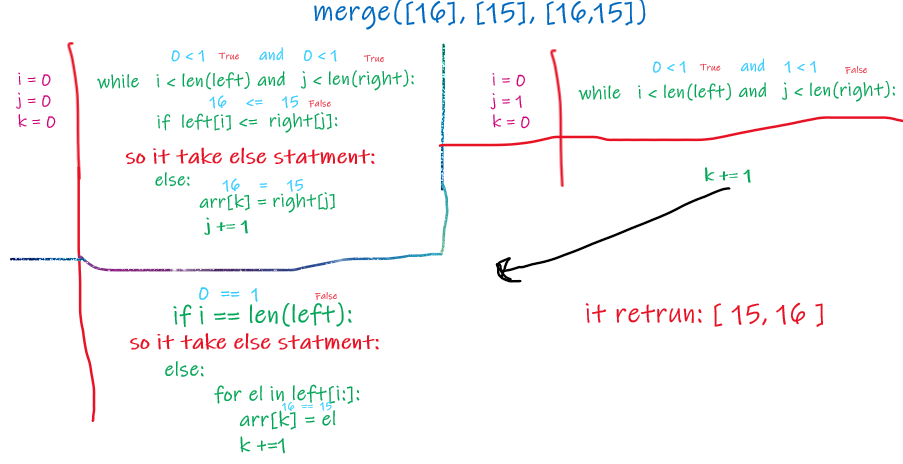 merge([16], [15], [16,15])
i = 0
j = 0
k = 0
0 < 1 True and 0 < 1 True
while i < len(left) and j < len(right):
16 <= 15 False
if left[i] <= right[j]:
so it take else statment:
else:
16 = 15
arr[k] = right[j]
j += 1
i = 0
j = 1
k = 0
0 < 1 True and 1 < 1 False
while i < len(left) and j < len(right):
k += 1
0 == 1 False
if i == len(left):
so it take else statment:
else:
for el in left[i:]:
16 == 15
arr[k] = el
k +=1
it retrun: [ 15, 16 ]